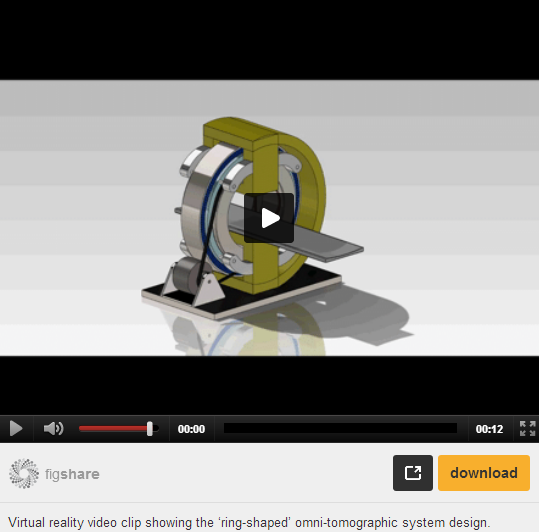 00:00
00:12
figshare
download
Virtual reality video clip showing the ‘ring-shaped’ omni-tomographic system design.